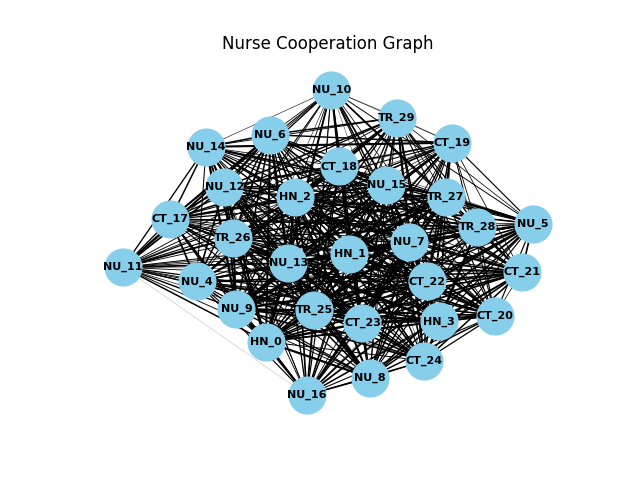 Nurse Cooperation Graph
NU_10
TR_29
NU_6
CT_19
NU_14
CT_18
NU_15
NU_12
HN_2
TR_27
CT_17
NU_5
TR_28
TR_26
NU_7
HN_1
NU_13
NU_11
CT_21
NU_4
CT_22
NU_9
TR_25
CT_20
CT_23
HN_3
HN_0
CT_24
NU_8
NU_16